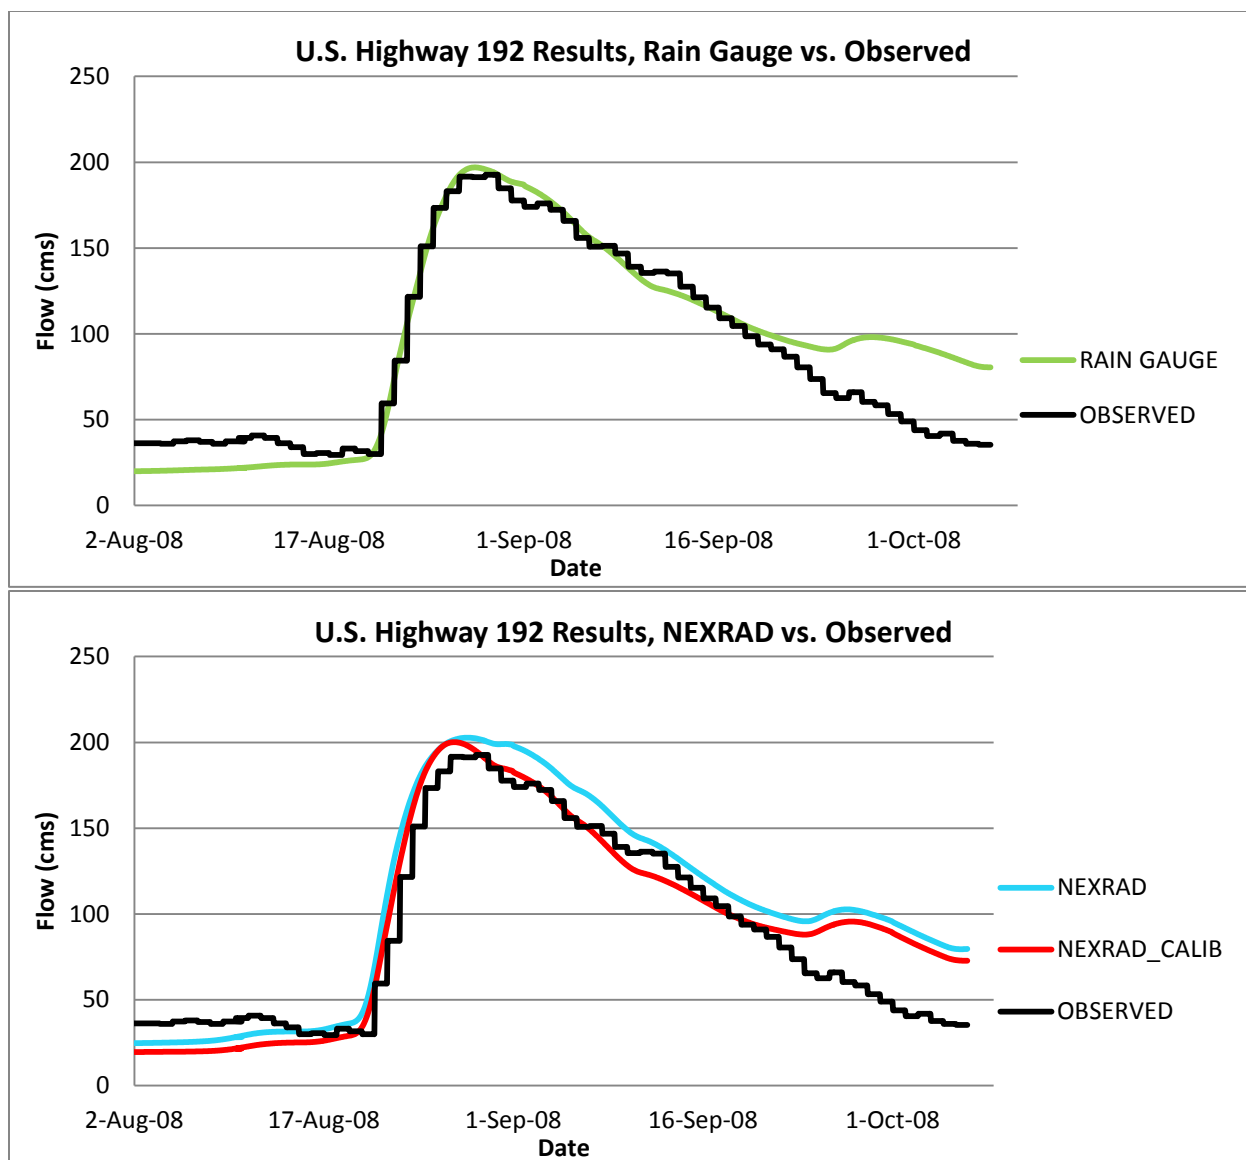 U.S. Highway 192 Results, Rain Gauge vs. Observed
250
200
150
100
50
0
Flow (cms)
2-Aug-08 17-Aug-08 1-Sep-08 16-Sep-08 1-Oct-08
Date
RAIN GAUGE
OBSERVED
U.S. Highway 192 Results, NEXRAD vs. Observed
250
200
150
100
50
0
Flow (cms)
2-Aug-08 17-Aug-08 1-Sep-08 16-Sep-08 1-Oct-08
Date
NEXRAD
NEXRAD_CALIB
OBSERVED